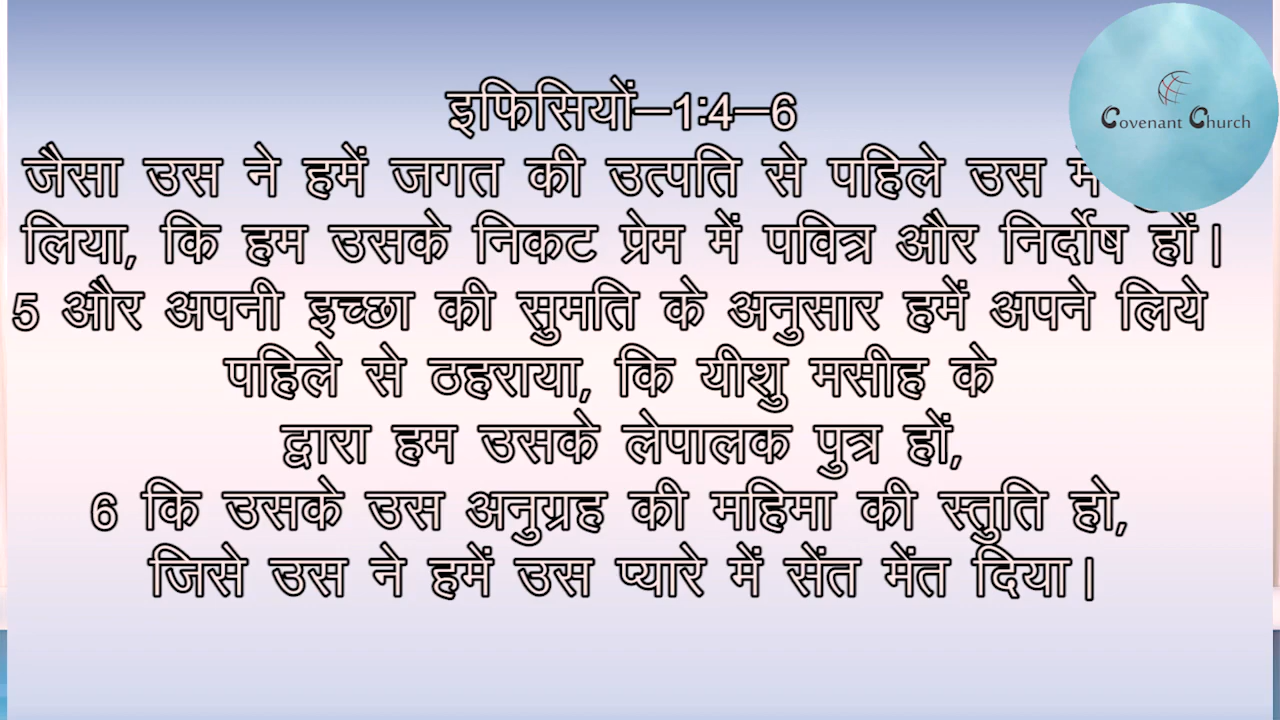 इफिसियों–1:4–6
जैसा उस ने हमें जगत की उत्पति से पहिले उस
लिया, कि हम उसके निकट प्रेम में पवित्र और निर्दोष हों।
5 और अपनी इच्छा की सुमति के अनुसार हमें अपने लिये
पहिले से ठहराया, कि यीशु मसीह के
द्वारा हम उसके लेपालक पुत्र हों,
6 कि उसके उस अनुग्रह की महिमा की स्तुति हो,
जिसे उस ने हमें उस प्यारे में सेंत मेंत दिया।
Covenant Church